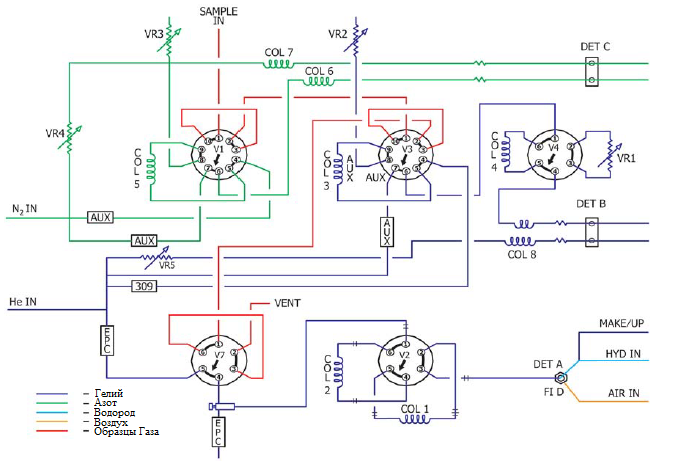 SAMPLE
IN
VR3
VR2
COL 7
DET C
COL 6
VR4
V1
V3
V4
COL 5
COL 3
AUX
AUX
COL 4
VR1
N₂ IN
AUX
AUX
AUX
DET B
COL 8
VR5
309
He IN
VENT
EPC
MAKE/UP
V7
V2
COL 2
HYD IN
DET A
FI D
AIR IN
COL 1
EPC
– Гелий
– Азот
– Водород
– Воздух
– Образцы Газа